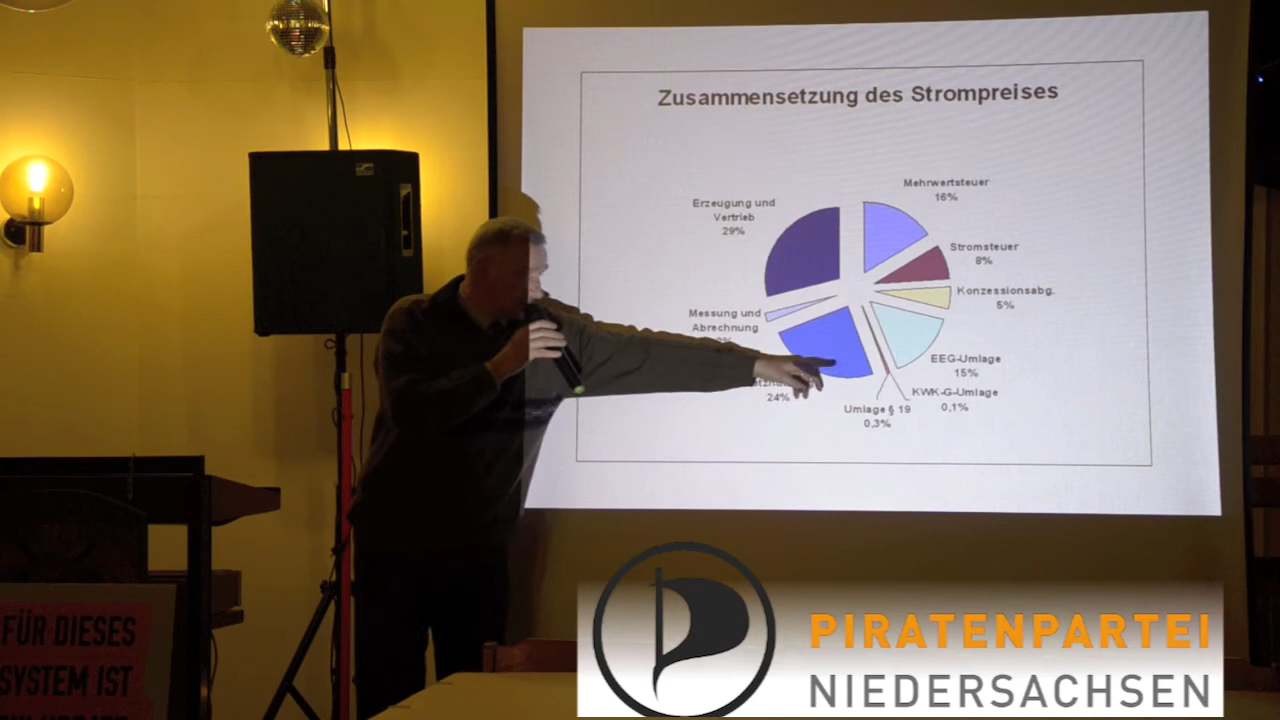 Zusammensetzung des Strompreises
Mehrwertsteuer
16%
Erzeugung und
Vertrieb
29%
Stromsteuer
8%
Konzessionsabg.
5%
Messung und
Abrechnung
EEG-Umlage
15%
24%
KWK-G-Umlage
0,1%
Umlage § 19
0,3%
FÜR DIESES
SYSTEM IST
PIRATENPARTEI
NIEDERSACHSEN